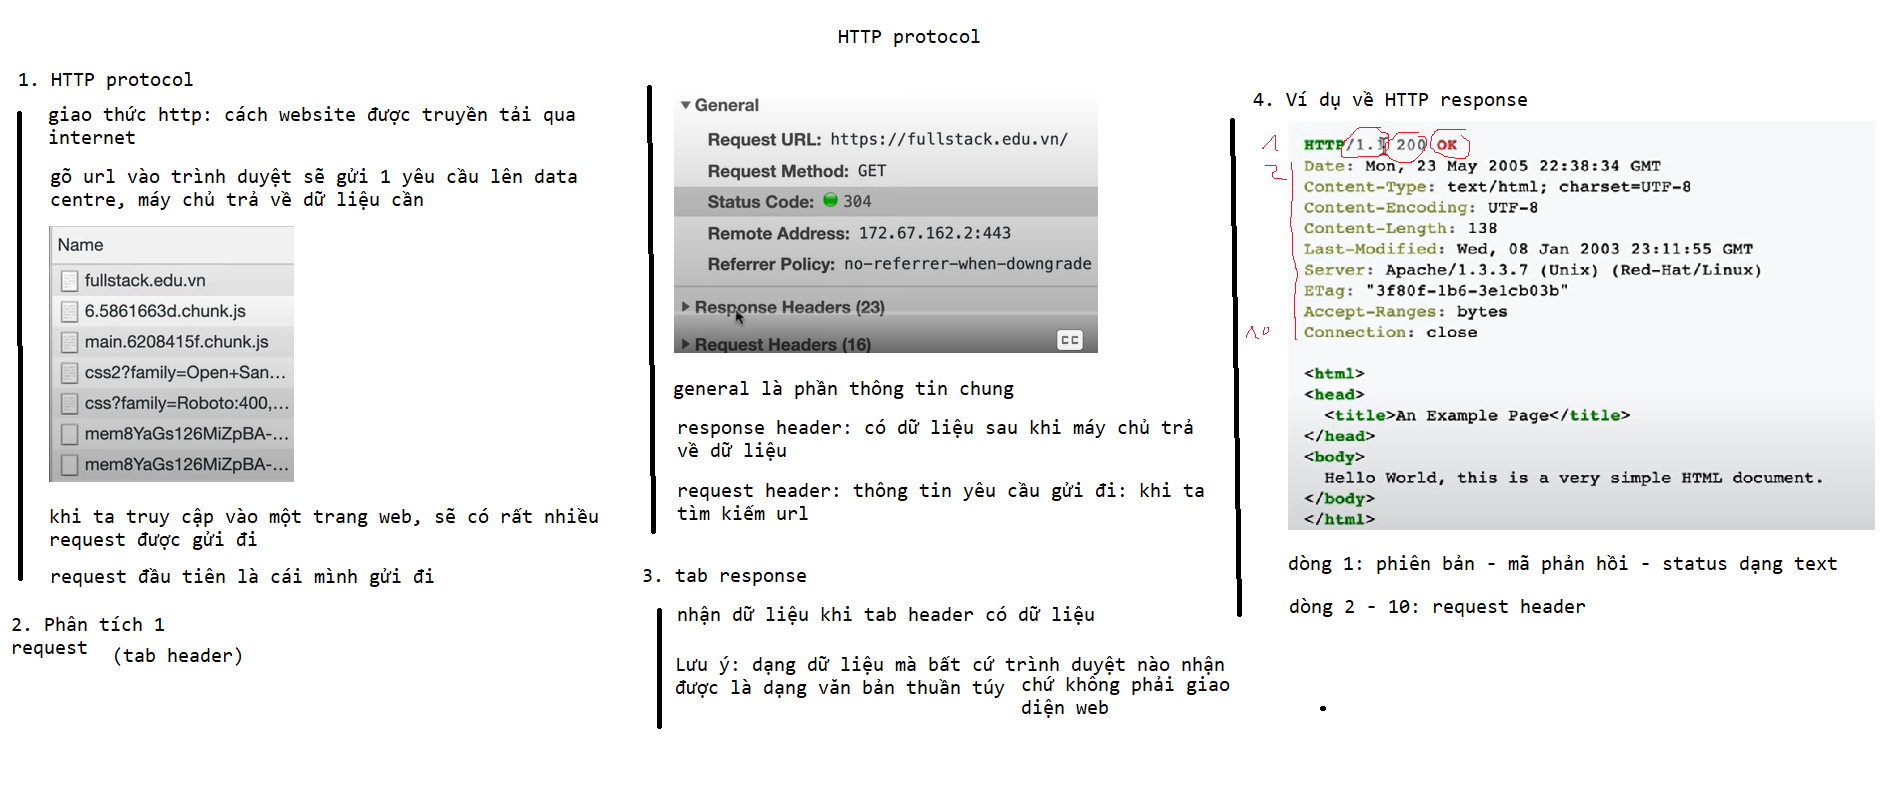 HTTP protocol
1. HTTP protocol
giao thức http: cách website được truyền tải qua
internet
gõ url vào trình duyệt sẽ gửi 1 yêu cầu lên data
centre, máy chủ trả về dữ liệu cần
Name
fullstack.edu.vn
6.5861663d.chunk.js
main.6208415f.chunk.js
css2?family=Open+San...
css?family=Roboto:400,...
mem8YaGs126MiZpBA-...
mem8YaGs126MiZpBA-...
khi ta truy cập vào một trang web, sẽ có rất nhiều
request được gửi đi
request đầu tiên là cái mình gửi đi
2. Phân tích 1
request (tab header)
General
Request URL: https://fullstack.edu.vn/
Request Method: GET
Status Code: 304
Remote Address: 172.67.162.2:443
Referrer Policy: no-referrer-when-downgrade
Response Headers (23)
Request Headers (16)
CC
general là phần thông tin chung
response header: có dữ liệu sau khi máy chủ trả
về dữ liệu
request header: thông tin yêu cầu gửi đi: khi ta
tìm kiếm url
3. tab response
nhận dữ liệu khi tab header có dữ liệu
Lưu ý: dạng dữ liệu mà bất cứ trình duyệt nào nhận
được là dạng văn bản thuần túy chứ không phải giao
diện web
4. Ví dụ về HTTP response
1 HTTP/1.1 200 OK
2 Date: Mon, 23 May 2005 22:38:34 GMT
Content-Type: text/html; charset=UTF-8
Content-Encoding: UTF-8
Content-Length: 138
Last-Modified: Wed, 08 Jan 2003 23:11:55 GMT
Server: Apache/1.3.3.7 (Unix) (Red-Hat/Linux)
ETag: "3f80f-1b6-3e1cb03b"
Accept-Ranges: bytes
10 Connection: close
<html>
<head>
<title>An Example Page</title>
</head>
<body>
Hello World, this is a very simple HTML document.
</body>
</html>
dòng 1: phiên bản - mã phản hồi - status dạng text
dòng 2 - 10: request header